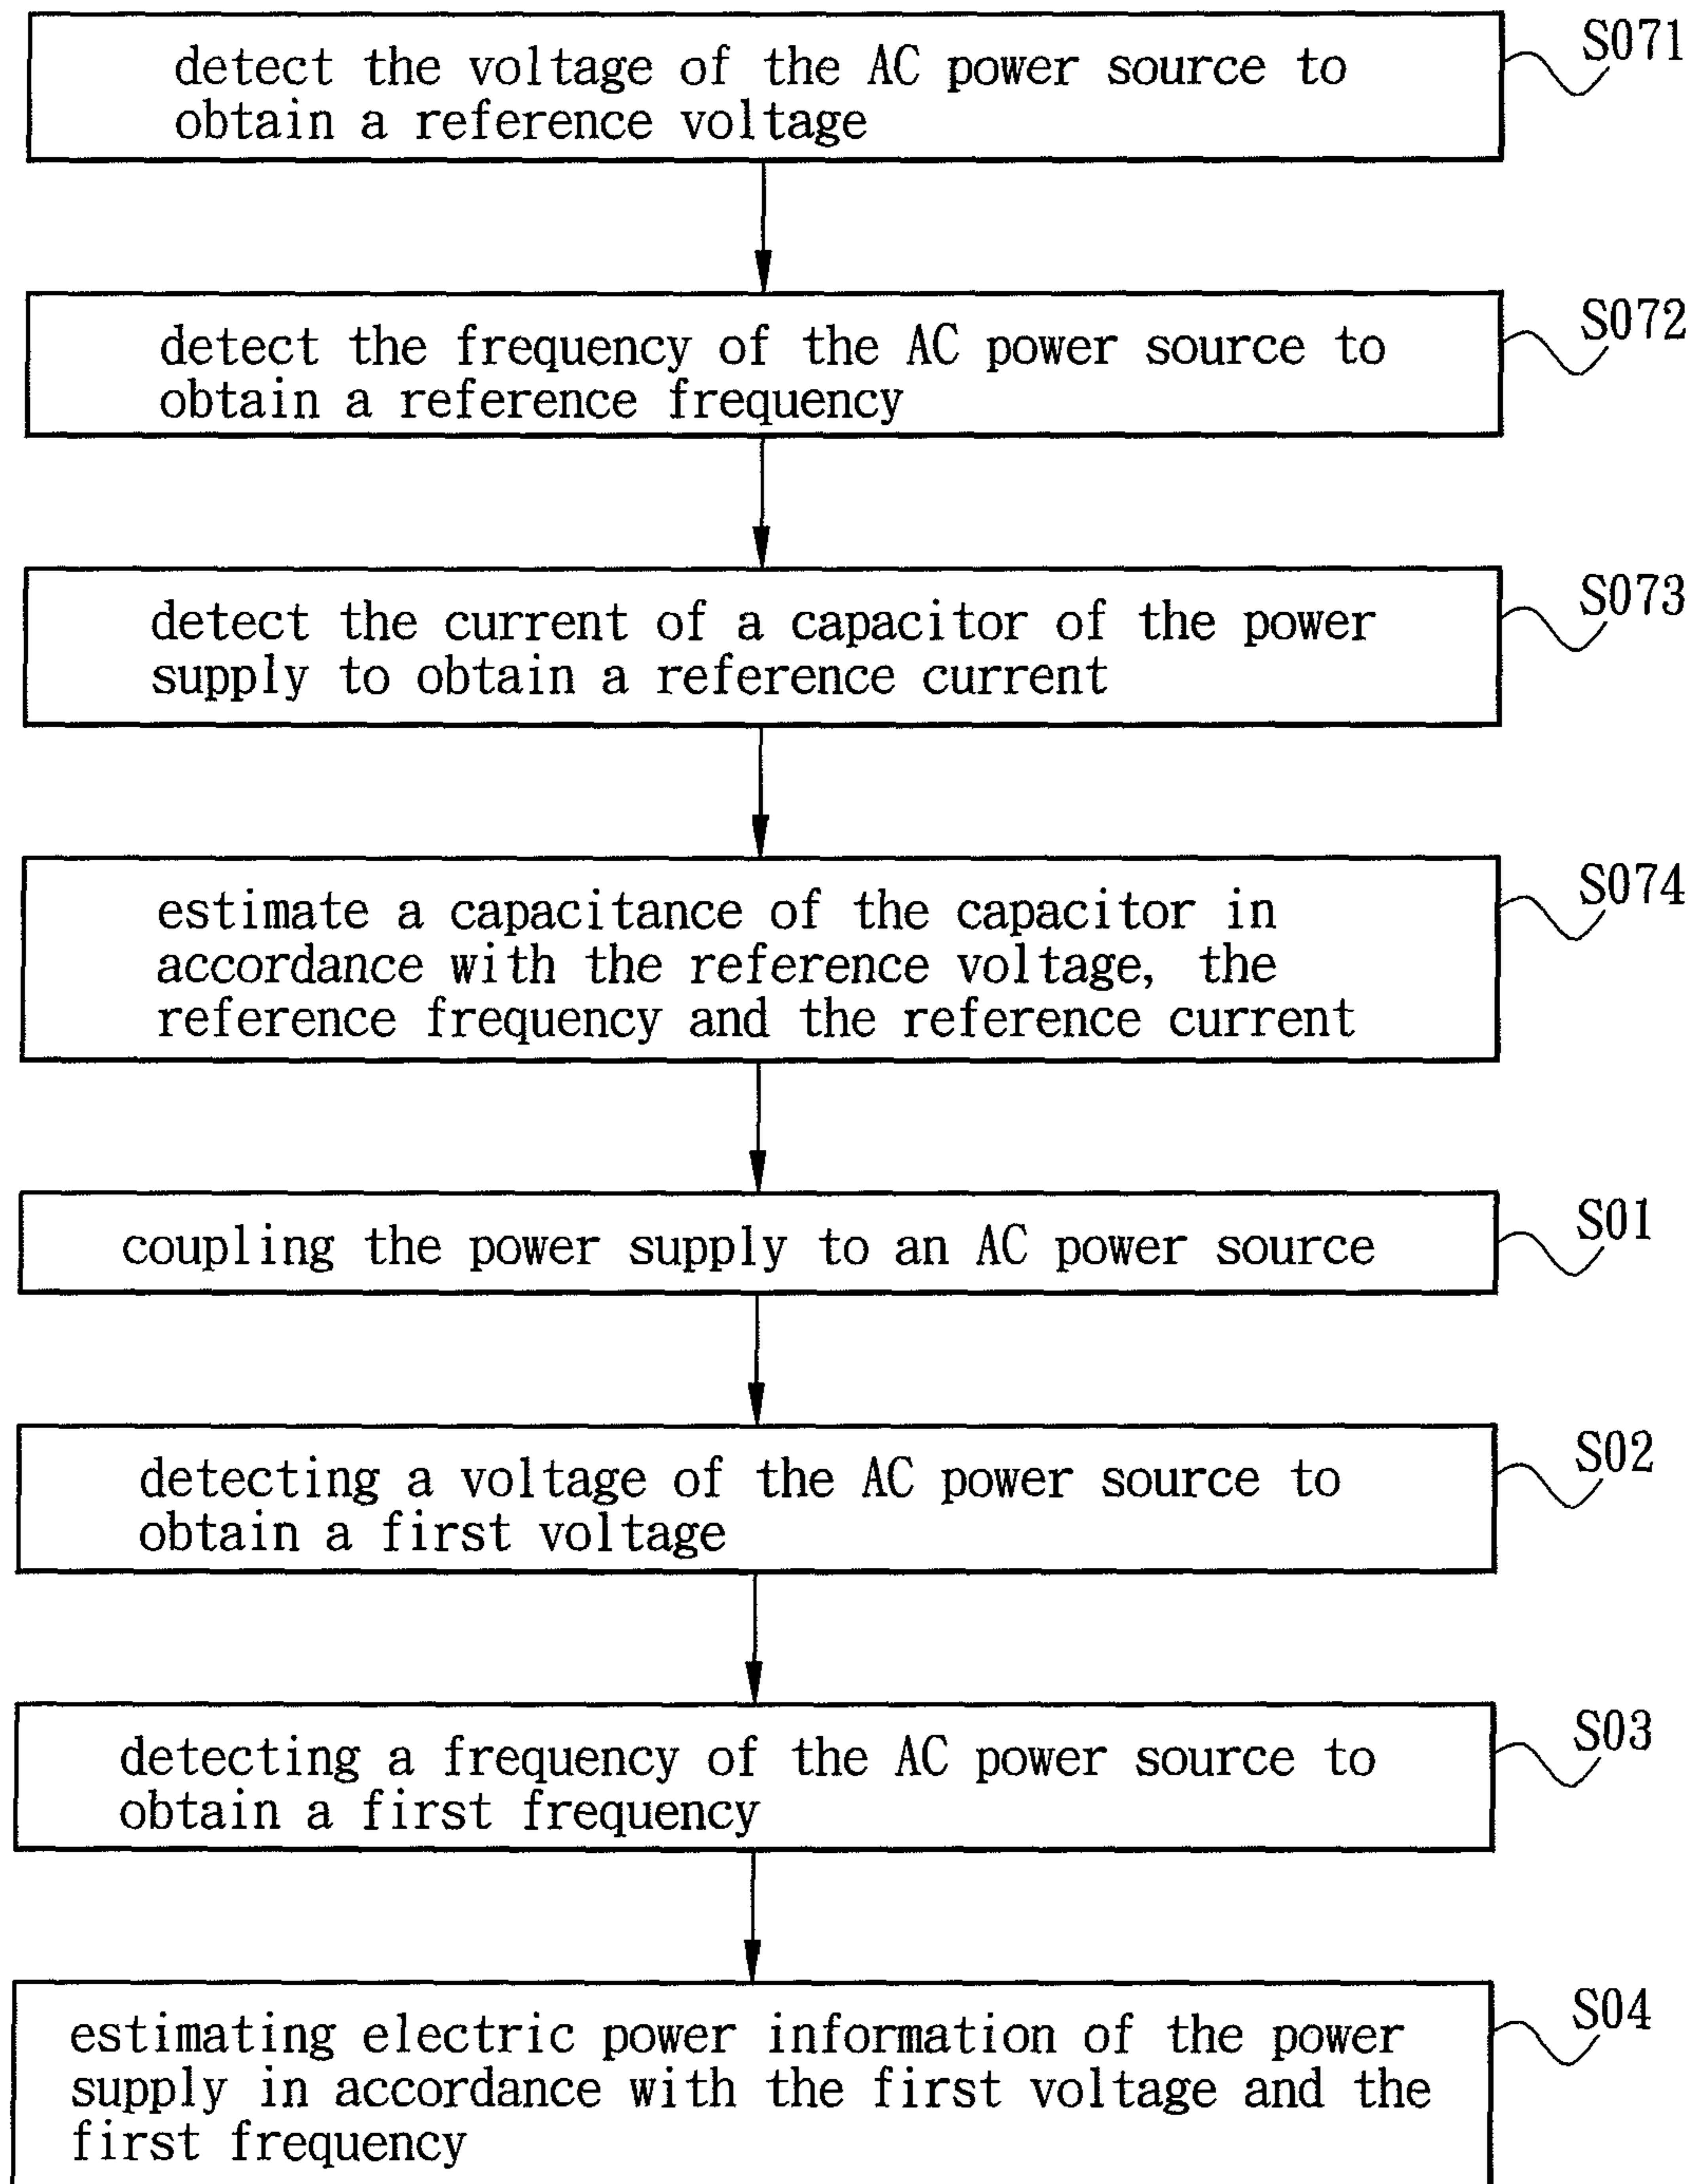 detect the voltage of the AC power source to
obtain a reference voltage
S071
detect the frequency of the AC power source to
obtain a reference frequency
S072
detect the current of a capacitor of the power
supply to obtain a reference current
S073
estimate a capacitance of the capacitor in
accordance with the reference voltage, the
reference frequency and the reference current
S074
coupling the power supply to an AC power source
S01
detecting a voltage of the AC power source to
obtain a first voltage
S02
detecting a frequency of the AC power source to
obtain a first frequency
S03
estimating electric power information of the power
supply in accordance with the first voltage and the
first frequency
S04